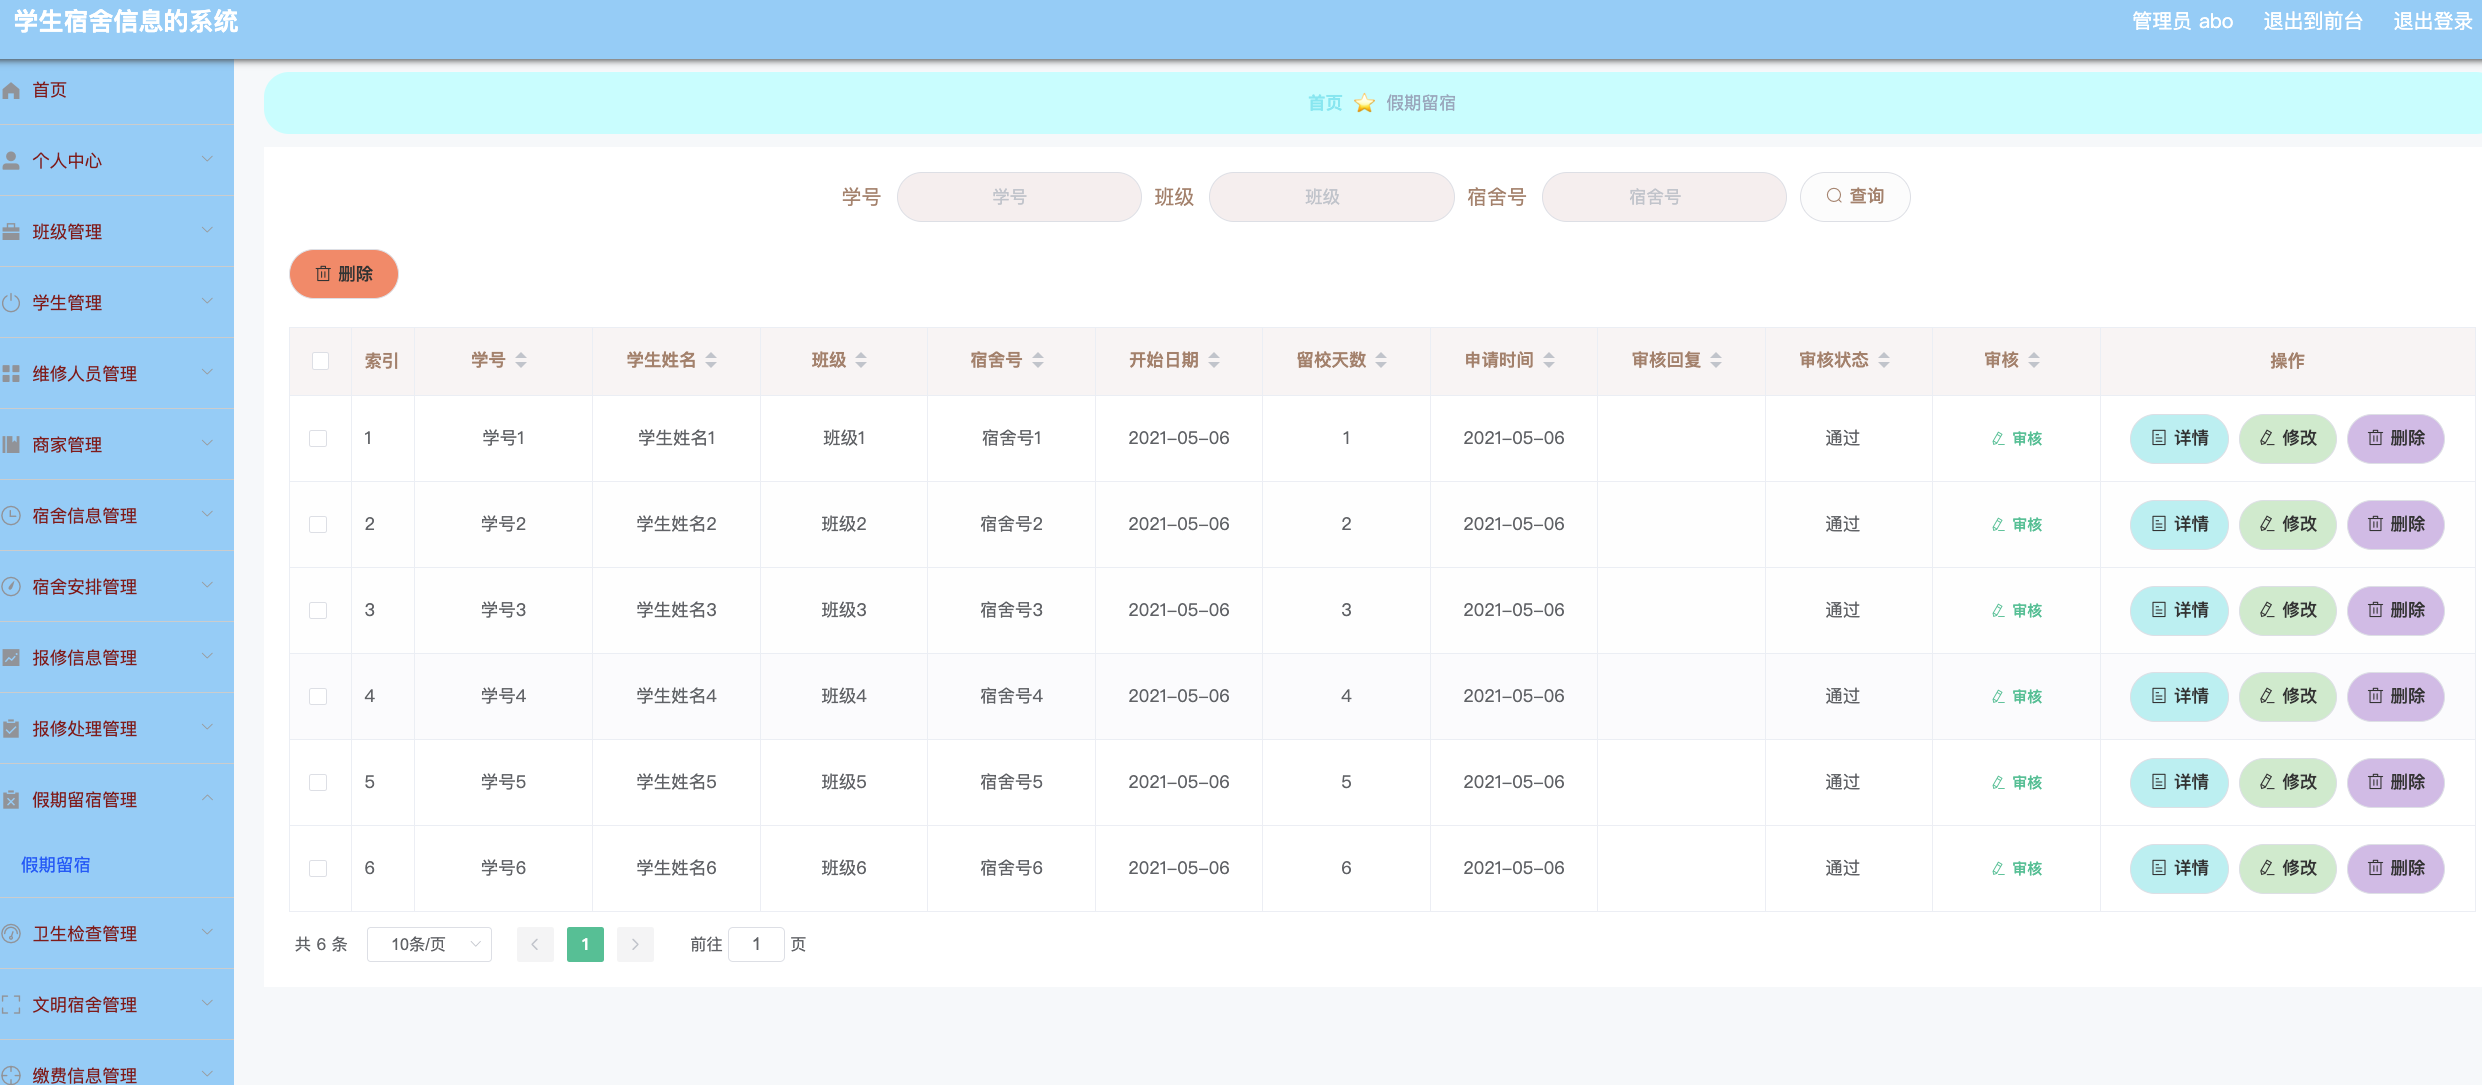 学生宿舍信息的系统
管理员 abo 退出到前台 退出登录
首页
个人中心
班级管理
学生管理
维修人员管理
商家管理
宿舍信息管理
宿舍安排管理
报修信息管理
报修处理管理
假期留宿管理
假期留宿
卫生检查管理
文明宿舍管理
缴费信息管理
首页 假期留宿
学号 学号 班级 班级 宿舍号 宿舍号 查询
删除
索引 学号 学生姓名 班级 宿舍号 开始日期 留校天数 申请时间 审核回复 审核状态 审核 操作
1 学号1 学生姓名1 班级1 宿舍号1 2021-05-06 1 2021-05-06 通过 审核 详情 修改 删除
2 学号2 学生姓名2 班级2 宿舍号2 2021-05-06 2 2021-05-06 通过 审核 详情 修改 删除
3 学号3 学生姓名3 班级3 宿舍号3 2021-05-06 3 2021-05-06 通过 审核 详情 修改 删除
4 学号4 学生姓名4 班级4 宿舍号4 2021-05-06 4 2021-05-06 通过 审核 详情 修改 删除
5 学号5 学生姓名5 班级5 宿舍号5 2021-05-06 5 2021-05-06 通过 审核 详情 修改 删除
6 学号6 学生姓名6 班级6 宿舍号6 2021-05-06 6 2021-05-06 通过 审核 详情 修改 删除
共 6 条 10条/页 1 前往 1 页